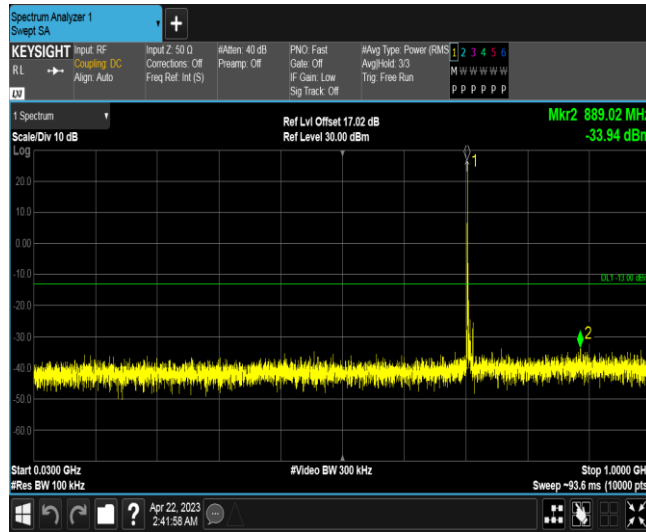 Spectrum Analyzer 1
Swept SA
+
KEYSIGHT
RL
LXI
Input: RF
Coupling: DC
Align: Auto
Input Z: 50 Ω
Corrections: Off
Freq Ref: Int (S)
#Atten: 40 dB
Preamp: Off
PNO: Fast
Gate: Off
IF Gain: Low
Sig Track: Off
#Avg Type: Power (RMS
Avg|Hold: 3/3
Trig: Free Run
1 2 3 4 5 6
M W W W W W
P P P P P P
1 Spectrum
Scale/Div 10 dB
Ref Lvl Offset 17.02 dB
Ref Level 30.00 dBm
Mkr2 889.02 MHz
-33.94 dBm
Log
20.0
10.0
0.00
-10.0
-20.0
-30.0
-40.0
-50.0
-60.0
1
DL1 -13.00 dBm
2
Start 0.0300 GHz
#Res BW 100 kHz
#Video BW 300 kHz
Stop 1.0000 GH
Sweep ~93.6 ms (10000 pts
?
Apr 22, 2023
2:41:58 AM